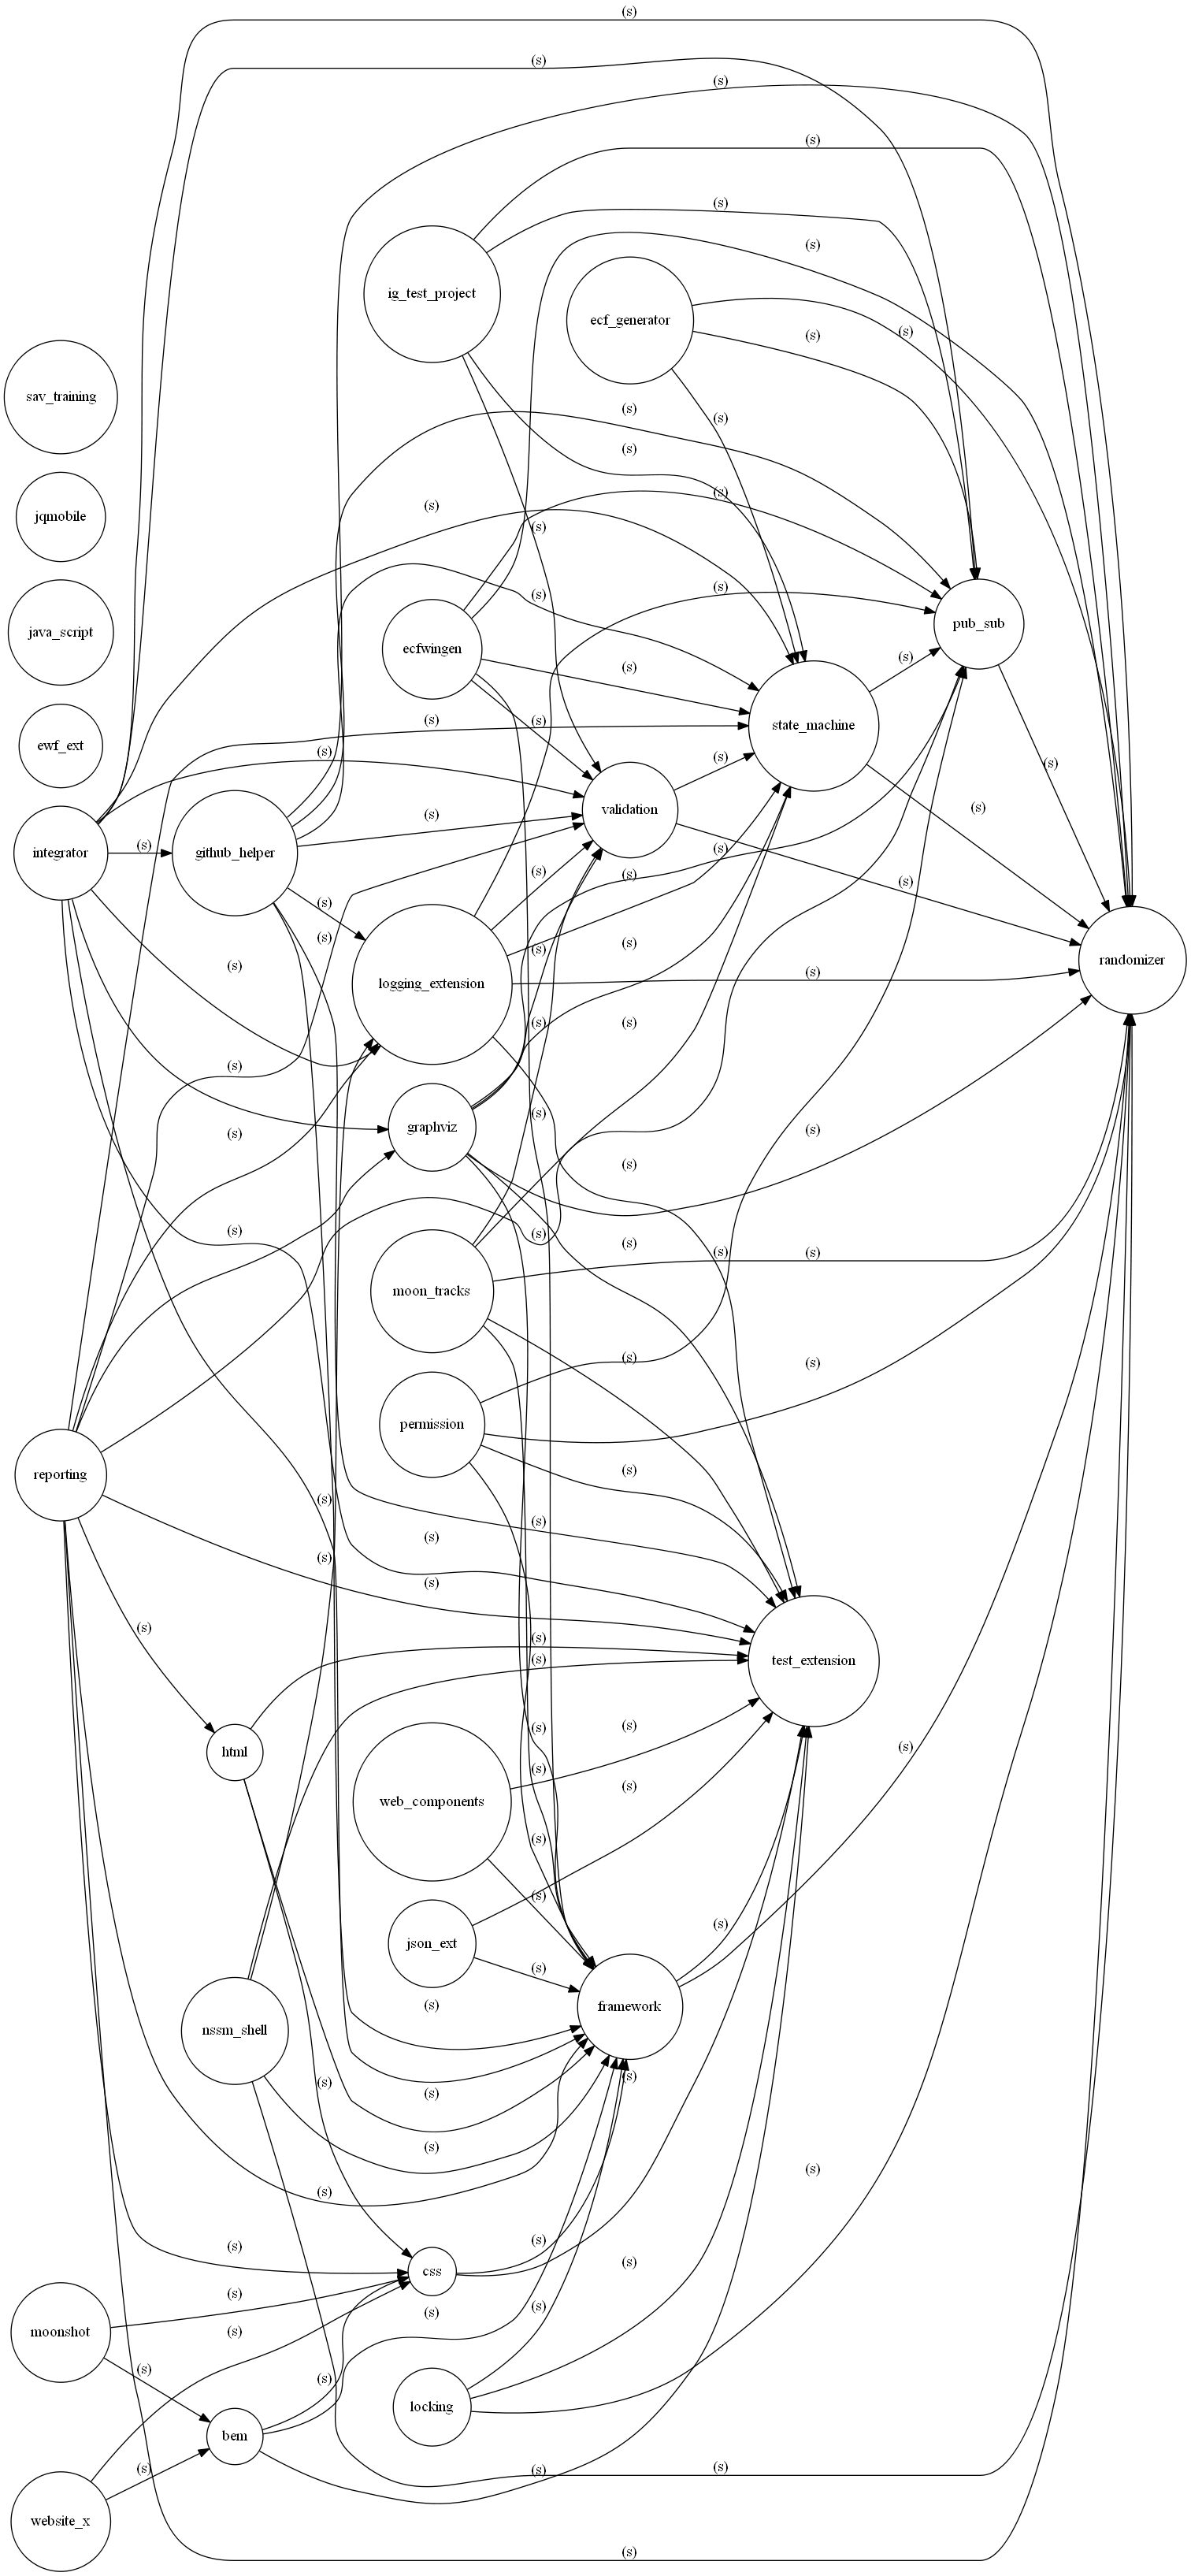 (s)
(s)
(s)
(s)
(s)
(s)
ig_test_project
ecf_generator
(s)
(s)
sav_training
(s)
(s)
(s)
(s)
(s)
jqmobile
(s)
(s)
(s)
pub_sub
java_script
ecfwingen
(s)
(s)
(s)
(s)
state_machine
ewf_ext
(s)
(s)
(s)
(s)
validation
(s)
(s)
(s)
integrator
github_helper
(s)
(s)
(s)
(s)
(s)
(s)
(s)
randomizer
(s)
(s)
logging_extension
(s)
(s)
(s)
(s)
graphviz
(s)
(s)
(s)
(s)
(s)
(s)
(s)
(s)
moon_tracks
(s)
(s)
permission
(s)
reporting
(s)
(s)
(s)
(s)
(s)
(s)
(s)
(s)
test_extension
(s)
(s)
(s)
html
(s)
(s)
web_components
(s)
(s)
json_ext
(s)
(s)
(s)
framework
nssm_shell
(s)
(s)
(s)
(s)
(s)
(s)
(s)
(s)
(s)
css
(s)
(s)
(s)
(s)
moonshot
(s)
(s)
locking
bem
(s)
(s)
(s)
website_x
(s)